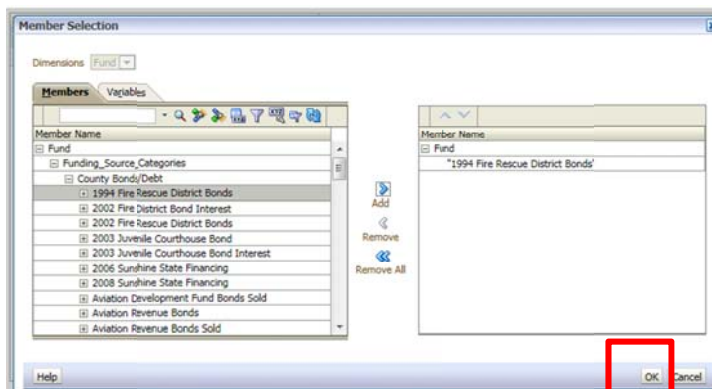 Member Selection
Dimensions Fund
Members Variables
Member Name
Fund
Funding_Source_Categories
County Bonds/Debt
1994 Fire Rescue District Bonds
2002 Fire District Bond Interest
2002 Fire Rescue District Bonds
2003 Juvenile Courthouse Bond
2003 Juvenile Courthouse Bond Interest
2006 Sunshine State Financing
2008 Sunshine State Financing
Aviation Development Fund Bonds Sold
Aviation Revenue Bonds
Aviation Revenue Bonds Sold
Add
Remove
Remove All
Member Name
Fund
"1994 Fire Rescue District Bonds"
Help
OK
Cancel